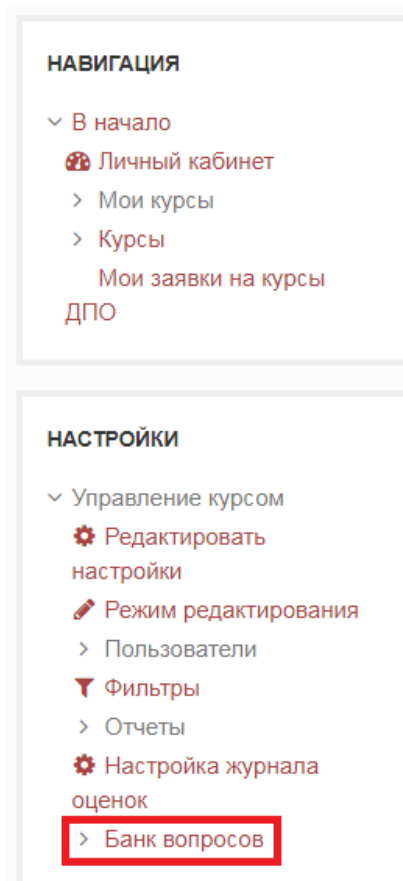 НАВИГАЦИЯ
В начало
Личный кабинет
Мои курсы
Курсы
Мои заявки на курсы
ДПО
НАСТРОЙКИ
Управление курсом
Редактировать
настройки
Режим редактирования
Пользователи
Фильтры
Отчеты
Настройка журнала
оценок
Банк вопросов